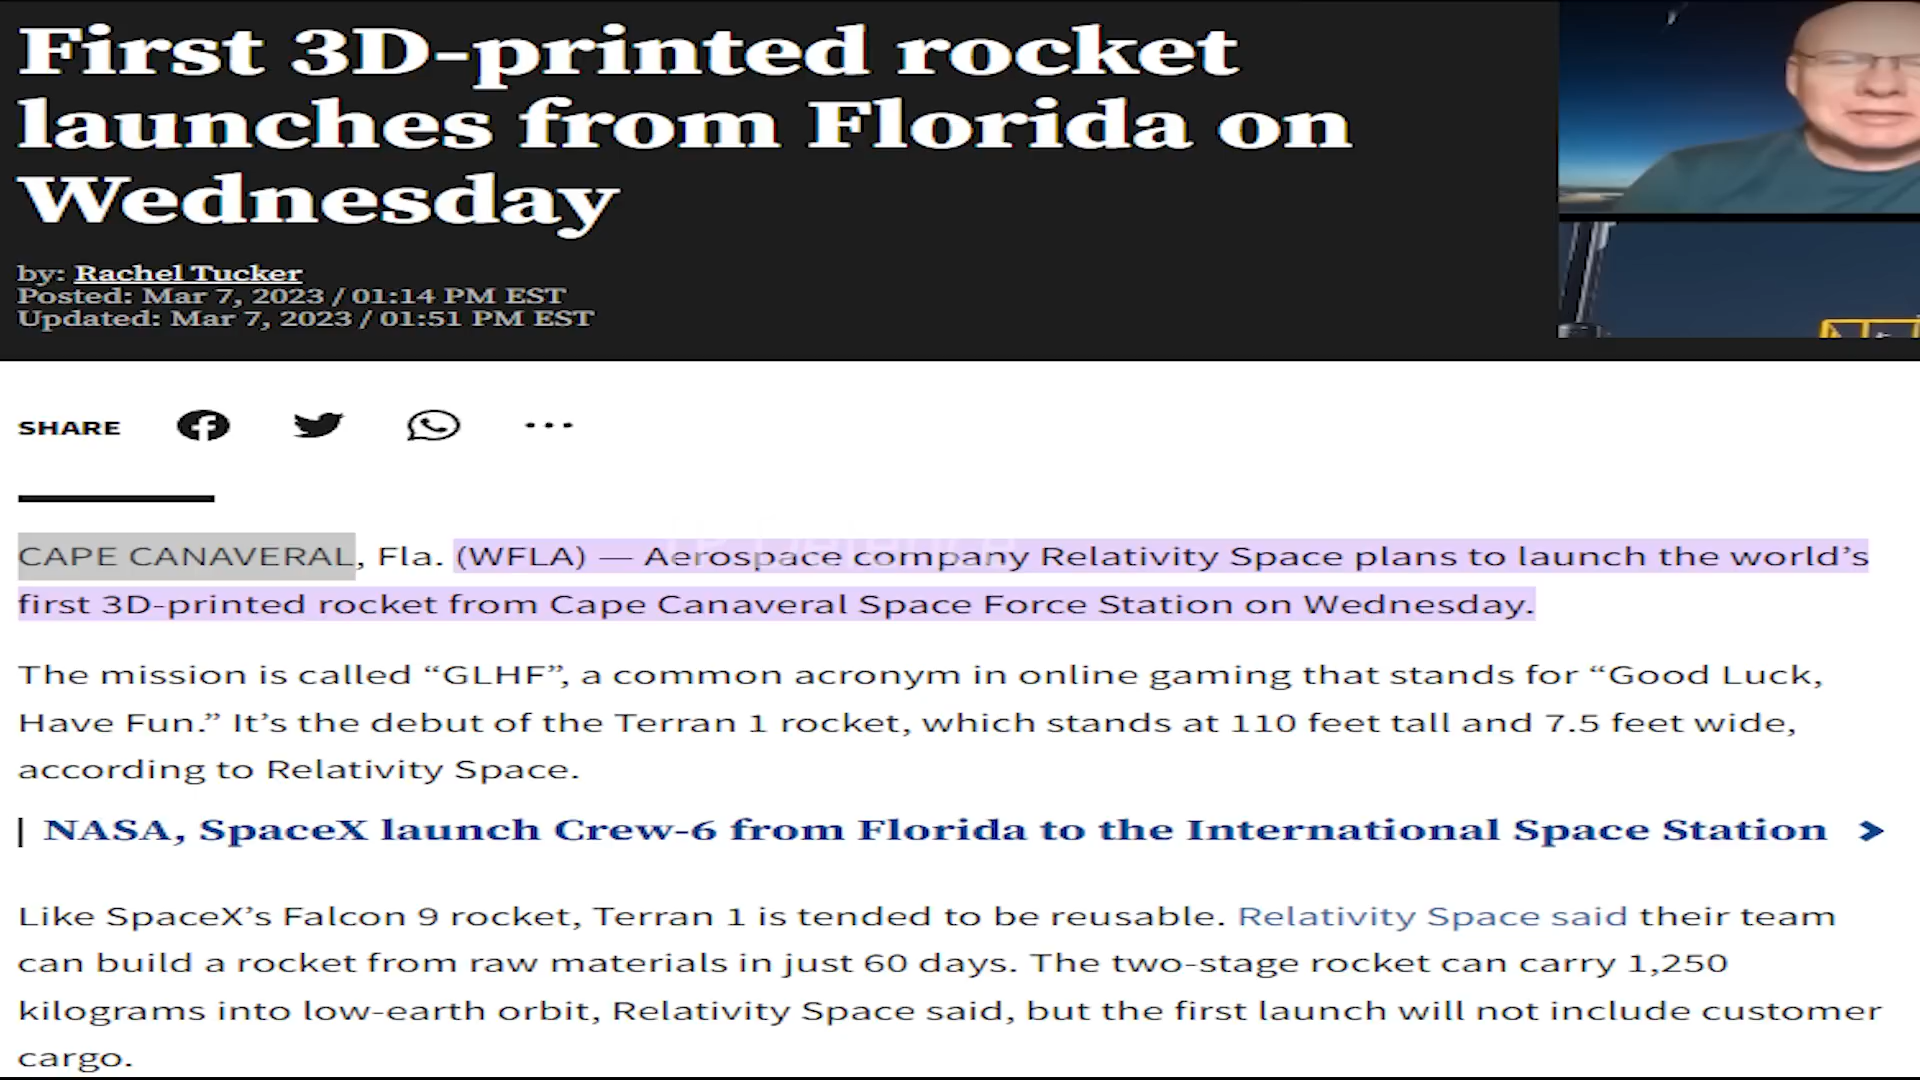 First 3D-printed rocket
launches from Florida on
Wednesday
by: Rachel Tucker
Posted: Mar 7, 2023 / 01:14 PM EST
Updated: Mar 7, 2023 / 01:51 PM EST
SHARE
CAPE CANAVERAL, Fla. (WFLA) — Aerospace company Relativity Space plans to launch the world’s
first 3D-printed rocket from Cape Canaveral Space Force Station on Wednesday.
The mission is called “GLHF”, a common acronym in online gaming that stands for “Good Luck,
Have Fun.” It’s the debut of the Terran 1 rocket, which stands at 110 feet tall and 7.5 feet wide,
according to Relativity Space.
| NASA, SpaceX launch Crew-6 from Florida to the International Space Station >
Like SpaceX’s Falcon 9 rocket, Terran 1 is tended to be reusable. Relativity Space said their team
can build a rocket from raw materials in just 60 days. The two-stage rocket can carry 1,250
kilograms into low-earth orbit, Relativity Space said, but the first launch will not include customer
cargo.